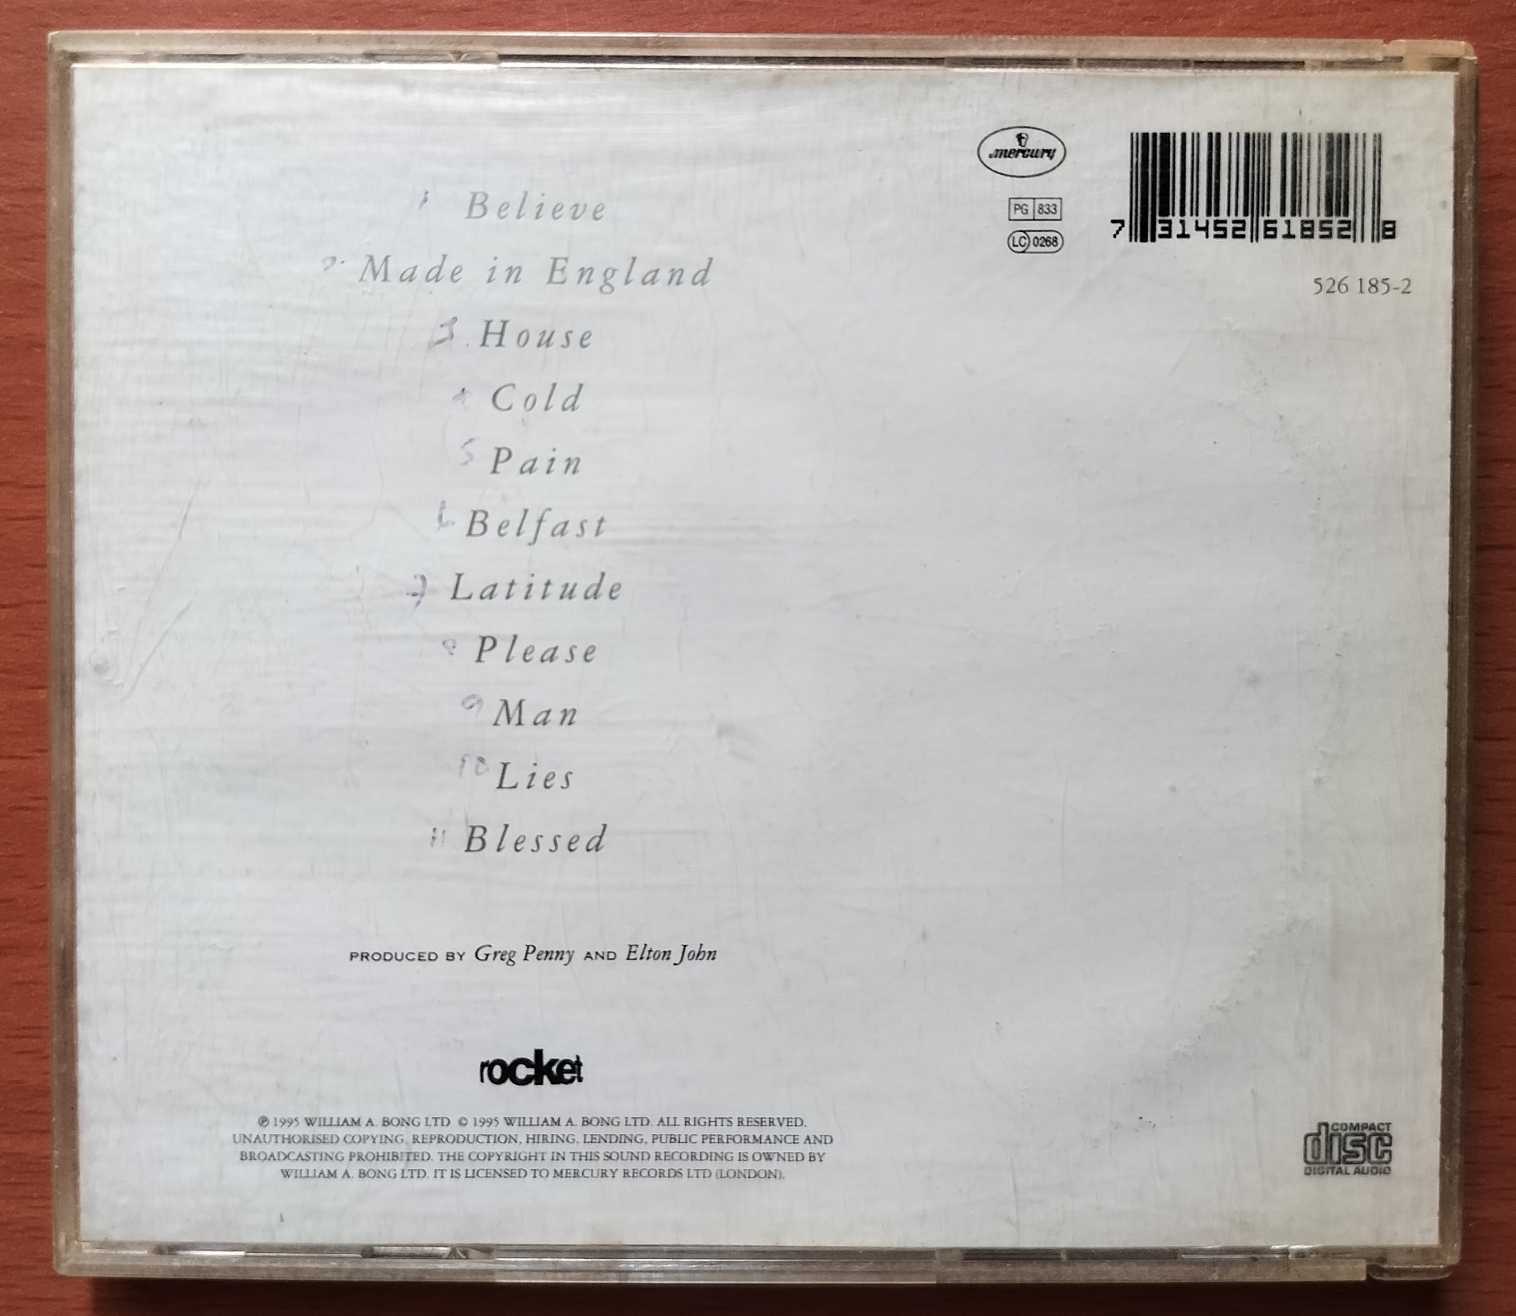 mercury
PG 833
LC 0268
7 31452 61852 8
526 185-2
1 Believe
2. Made in England
3. House
4 Cold
5 Pain
6 Belfast
7 Latitude
8 Please
9 Man
10 Lies
11 Blessed
PRODUCED BY Greg Penny AND Elton John
rocket
℗ 1995 WILLIAM A. BONG LTD © 1995 WILLIAM A. BONG LTD. ALL RIGHTS RESERVED.
UNAUTHORISED COPYING, REPRODUCTION, HIRING, LENDING, PUBLIC PERFORMANCE AND
BROADCASTING PROHIBITED. THE COPYRIGHT IN THIS SOUND RECORDING IS OWNED BY
WILLIAM A. BONG LTD. IT IS LICENSED TO MERCURY RECORDS LTD (LONDON).
COMPACT
disc
DIGITAL AUDIO